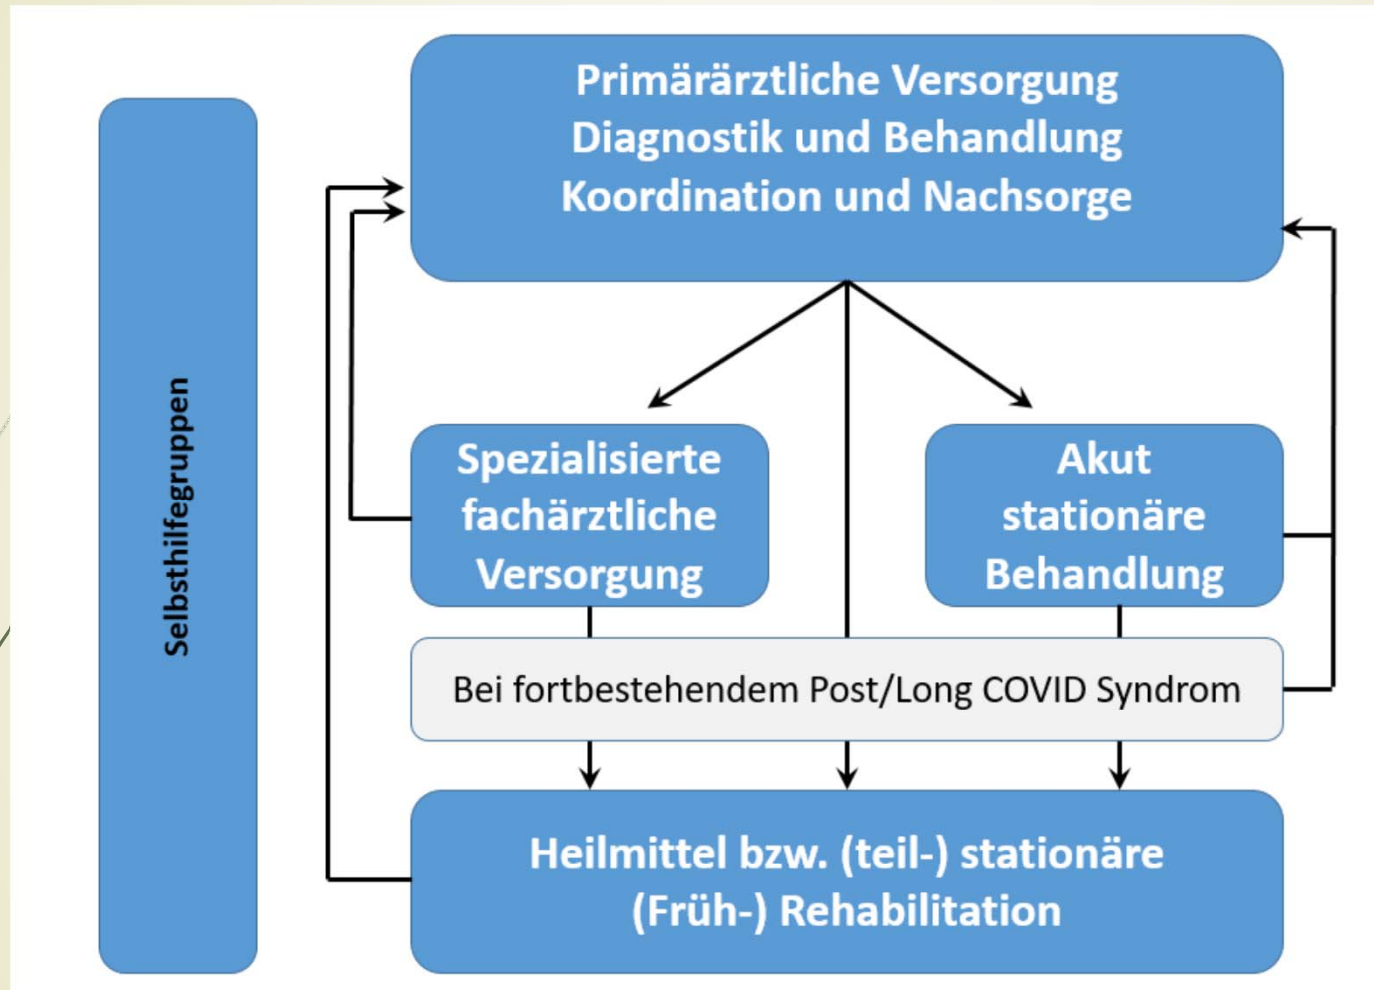 Primärärztliche Versorgung
Diagnostik und Behandlung
Koordination und Nachsorge
Selbsthilfegruppen
Spezialisierte
fachärztliche
Versorgung
Akut
stationäre
Behandlung
Bei fortbestehendem Post/Long COVID Syndrom
Heilmittel bzw. (teil-) stationäre
(Früh-) Rehabilitation